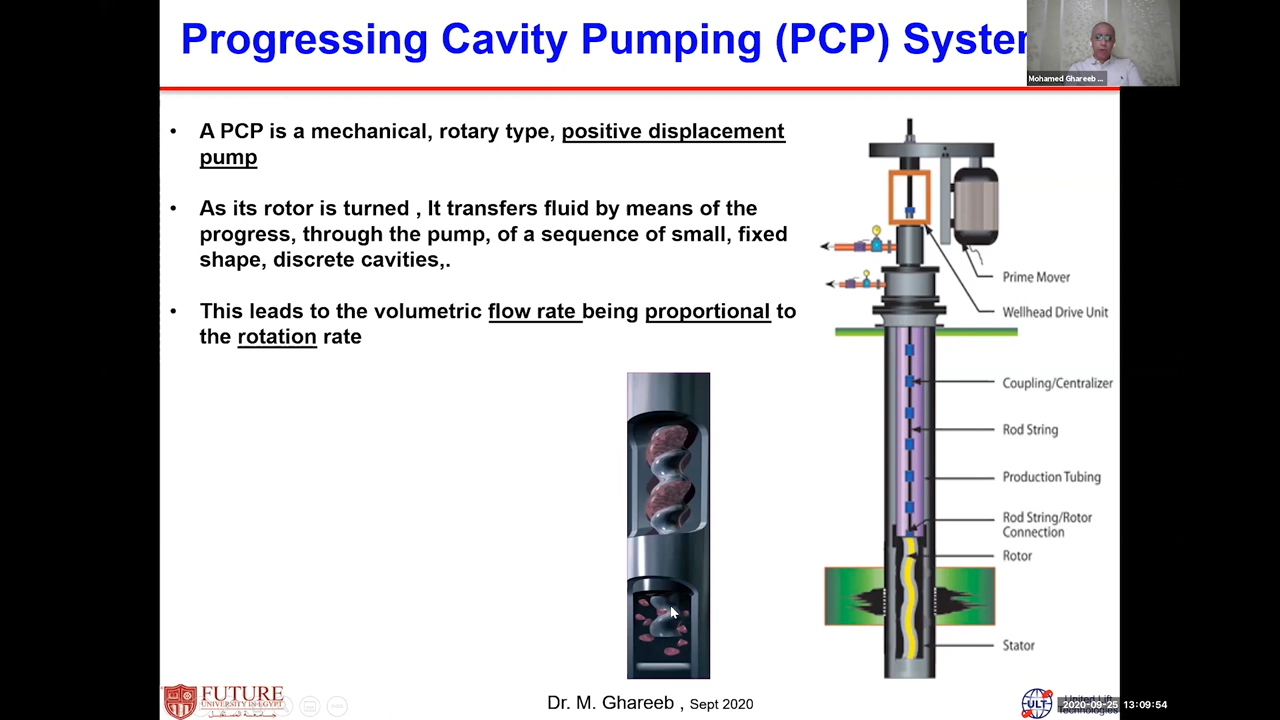 Progressing Cavity Pumping (PCP) Syste
Mohamed Ghareeb ...
• A PCP is a mechanical, rotary type, positive displacement
pump
• As its rotor is turned , It transfers fluid by means of the
progress, through the pump, of a sequence of small, fixed
shape, discrete cavities,.
• This leads to the volumetric flow rate being proportional to
the rotation rate
Prime Mover
Wellhead Drive Unit
Coupling/Centralizer
Rod String
Production Tubing
Rod String/Rotor
Connection
Rotor
Stator
FUTURE
UNIVERSITY IN EGYPT
Dr. M. Ghareeb , Sept 2020
ULT
United Lift
2020-09-25 13:09:54